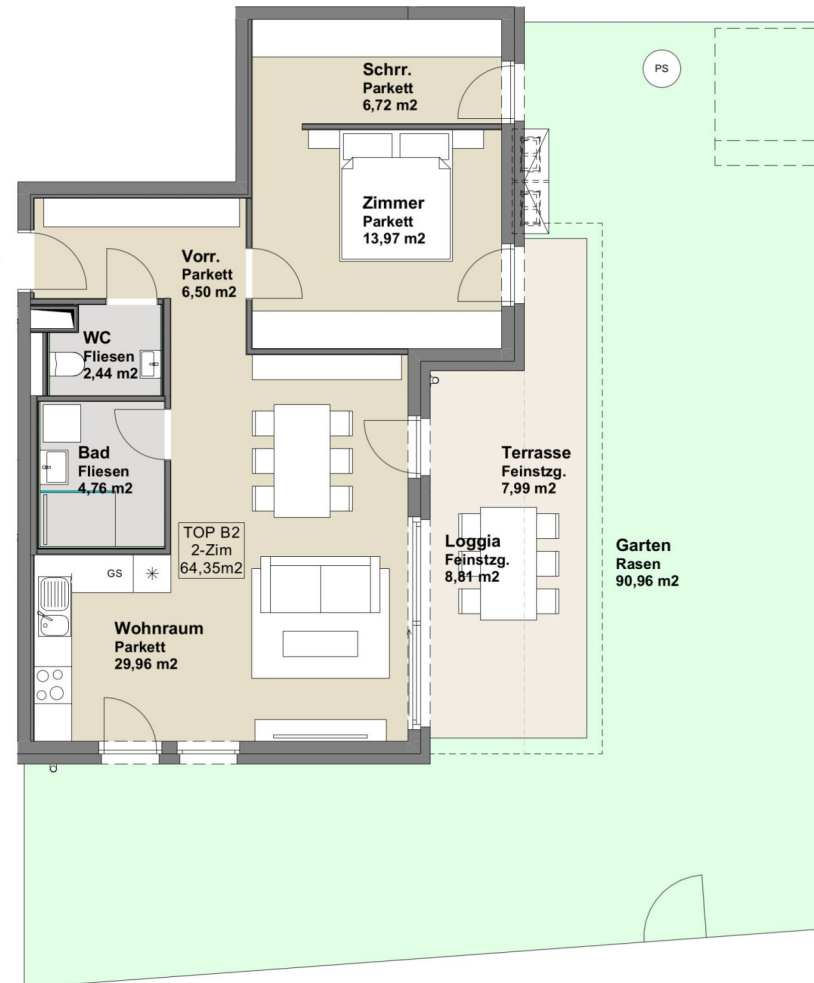 Schrr.
Parkett
6,72 m2
PS
Zimmer
Parkett
13,97 m2
Vorr.
Parkett
6,50 m2
WC
Fliesen
2,44 m2
Bad
Fliesen
4,76 m2
TOP B2
2-Zim
64,35m2
GS
Wohnraum
Parkett
29,96 m2
Terrasse
Feinstzg.
7,99 m2
Loggia
Feinstzg.
8,81 m2
Garten
Rasen
90,96 m2